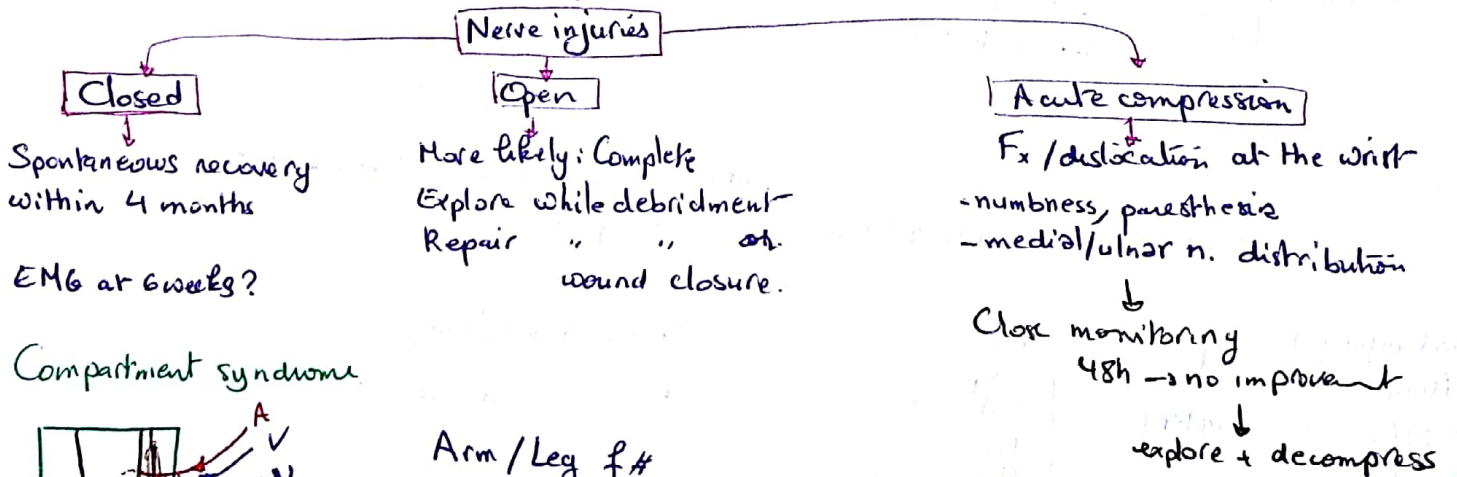 Nerve injuries
Closed
Spontaneous recovery
within 4 months
EMG at 6 weeks?
Open
More likely: Complete
Explore while debridment
Repair " " or
wound closure.
Acute compression
Fx/dislocation at the wrist
-numbness, paresthesia
-medial/ulnar n. distribution
Close monitoring
48h → no improvent
explore + decompress
Compartment syndrome
A
V
N
Arm/Leg f#